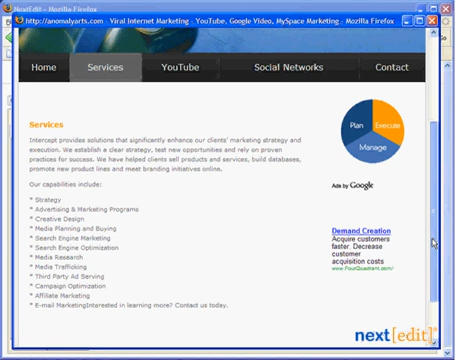 NextEdit - Mozilla Firefox
http://anomalyarts.com - Viral Internet Marketing - YouTube, Google Video, MySpace Marketing - Mozilla Firefox
Home Services YouTube Social Networks Contact
Services
Intercept provides solutions that significantly enhance our clients' marketing strategy and
execution. We establish a clear strategy, test new opportunities and rely on proven
practices for success. We have helped clients sell products and services, build databases,
promote new product lines and meet branding initiatives online.
Our capabilities include:
* Strategy
* Advertising & Marketing Programs
* Creative Design
* Media Planning and Buying
* Search Engine Marketing
* Search Engine Optimization
* Media Research
* Media Trafficking
* Third Party Ad Serving
* Campaign Optimization
* Affiliate Marketing
* E-mail MarketingInterested in learning more? Contact us today.
Plan
Execute
Manage
Ads by Google
Demand Creation
Acquire customers
faster. Decrease
customer
acquisition costs
www.FourQuadrant.com/
next[edit]